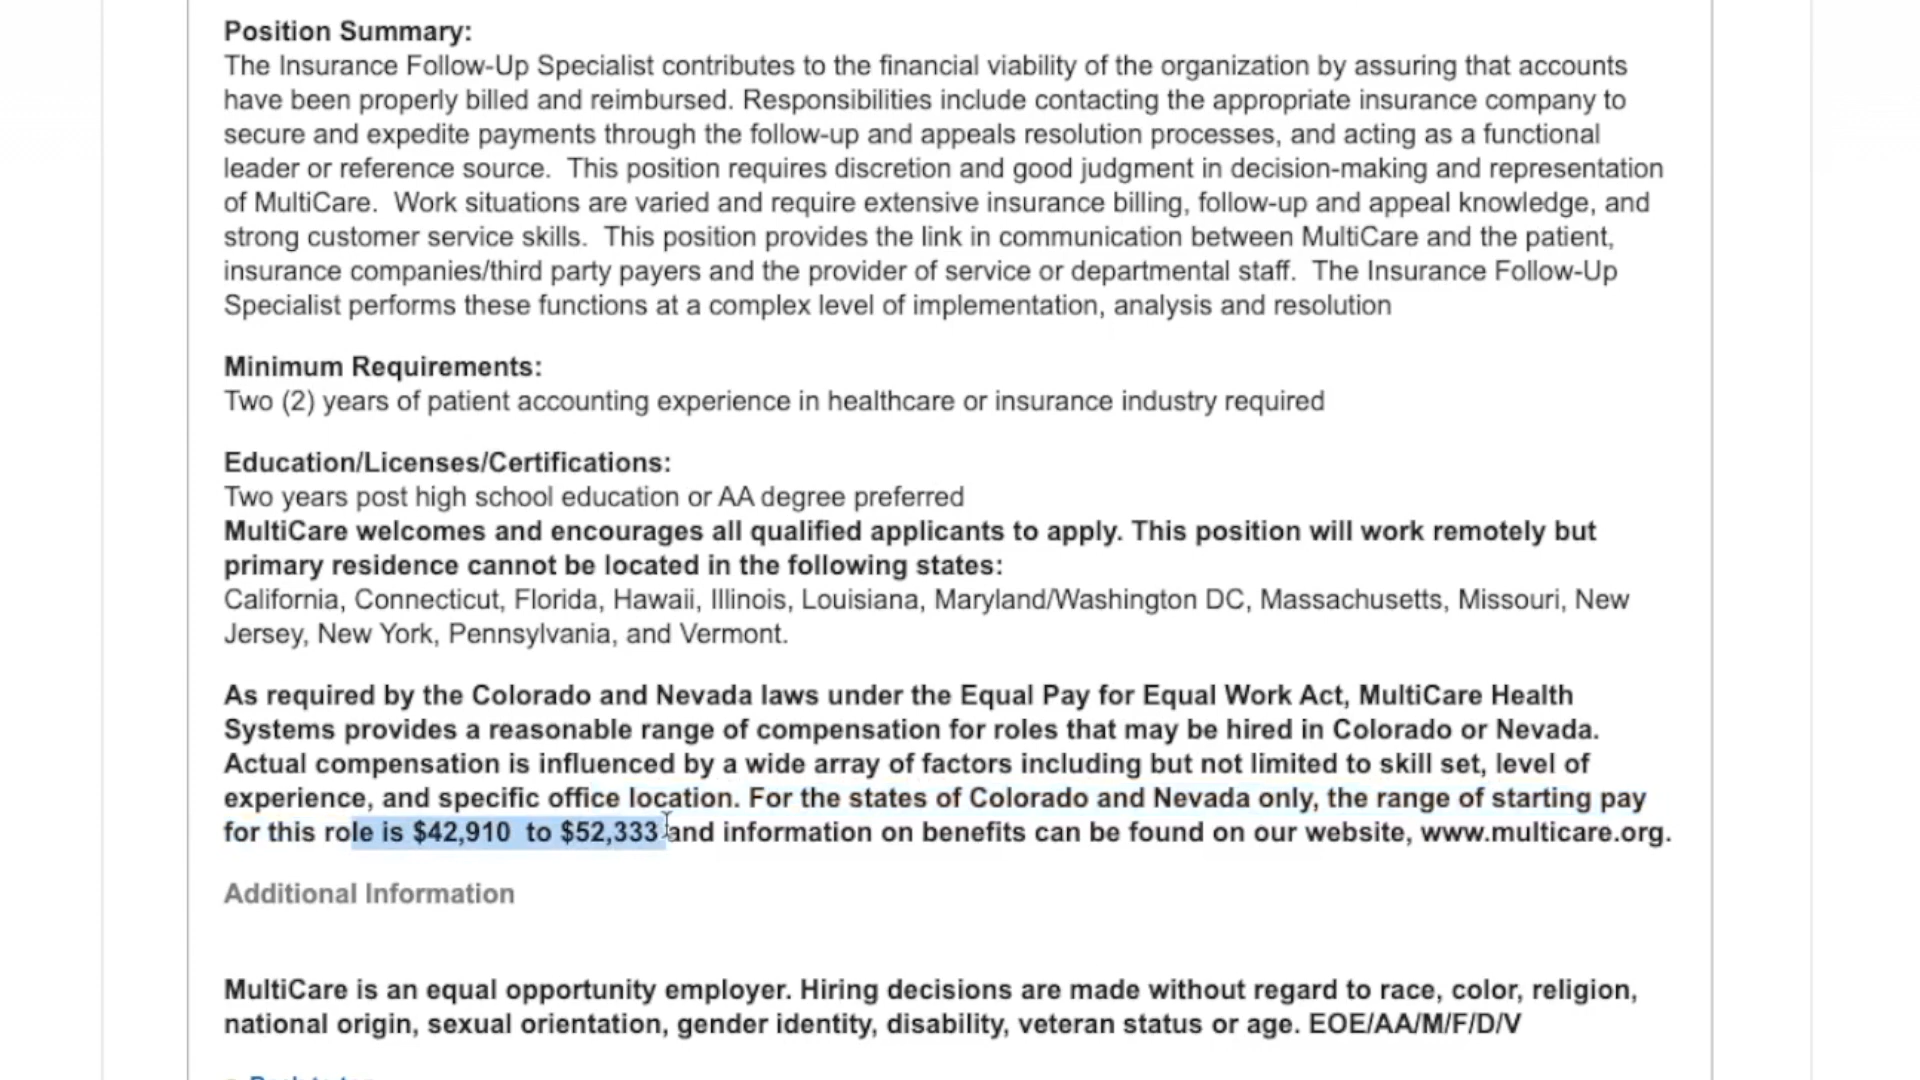 Position Summary:
The Insurance Follow-Up Specialist contributes to the financial viability of the organization by assuring that accounts
have been properly billed and reimbursed. Responsibilities include contacting the appropriate insurance company to
secure and expedite payments through the follow-up and appeals resolution processes, and acting as a functional
leader or reference source.  This position requires discretion and good judgment in decision-making and representation
of MultiCare.  Work situations are varied and require extensive insurance billing, follow-up and appeal knowledge, and
strong customer service skills.  This position provides the link in communication between MultiCare and the patient,
insurance companies/third party payers and the provider of service or departmental staff.  The Insurance Follow-Up
Specialist performs these functions at a complex level of implementation, analysis and resolution
Minimum Requirements:
Two (2) years of patient accounting experience in healthcare or insurance industry required
Education/Licenses/Certifications:
Two years post high school education or AA degree preferred
MultiCare welcomes and encourages all qualified applicants to apply. This position will work remotely but
primary residence cannot be located in the following states:
California, Connecticut, Florida, Hawaii, Illinois, Louisiana, Maryland/Washington DC, Massachusetts, Missouri, New
Jersey, New York, Pennsylvania, and Vermont.
As required by the Colorado and Nevada laws under the Equal Pay for Equal Work Act, MultiCare Health
Systems provides a reasonable range of compensation for roles that may be hired in Colorado or Nevada.
Actual compensation is influenced by a wide array of factors including but not limited to skill set, level of
experience, and specific office location. For the states of Colorado and Nevada only, the range of starting pay
for this role is $42,910  to $52,333 and information on benefits can be found on our website, www.multicare.org.
Additional Information
MultiCare is an equal opportunity employer. Hiring decisions are made without regard to race, color, religion,
national origin, sexual orientation, gender identity, disability, veteran status or age. EOE/AA/M/F/D/V